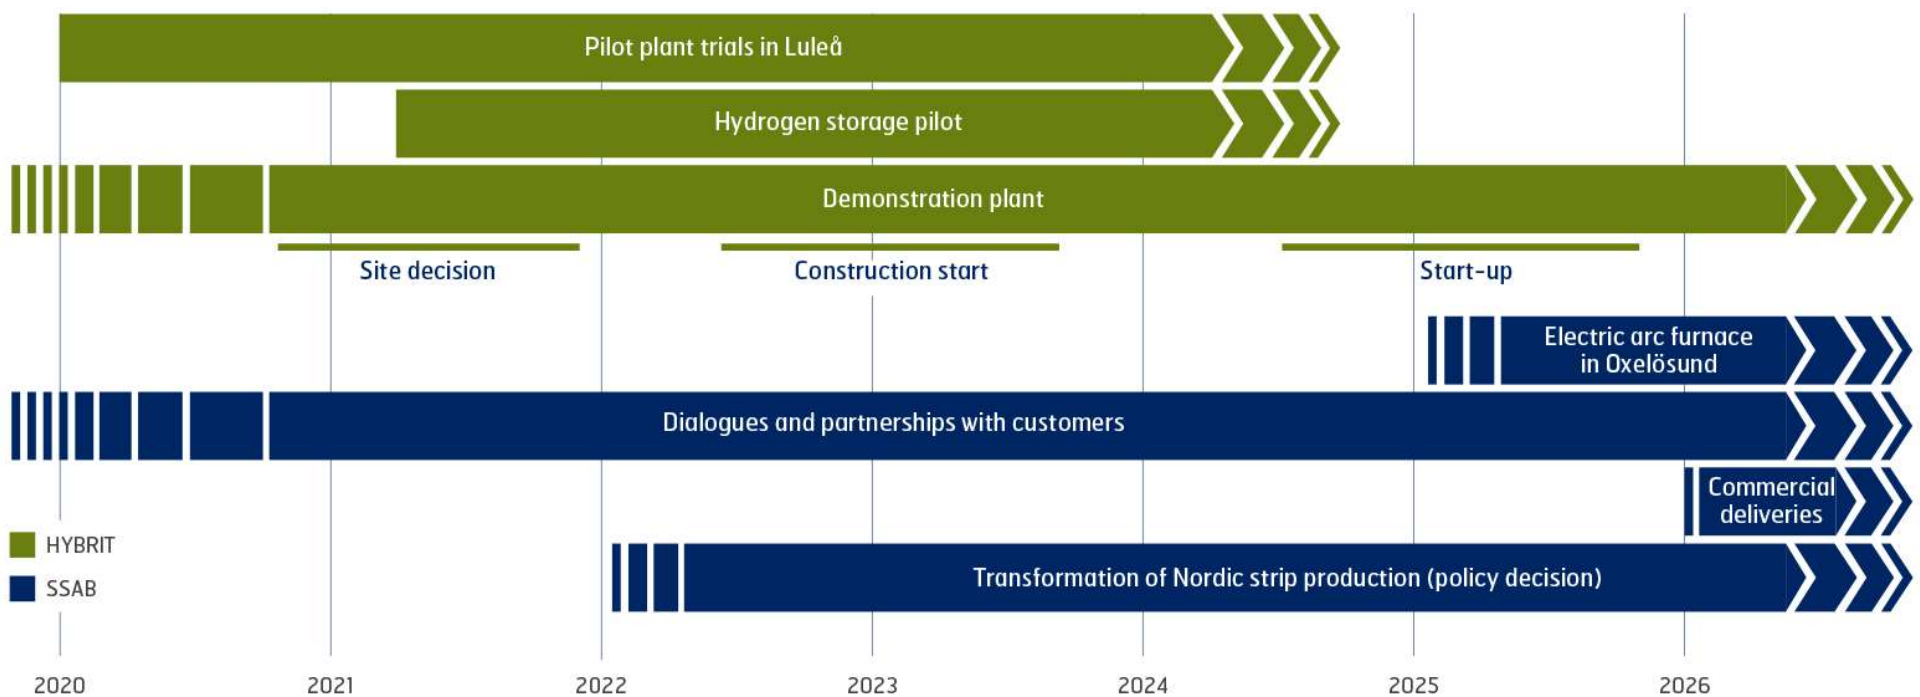 Pilot plant trials in Luleå
Hydrogen storage pilot
Demonstration plant
Site decision
Construction start
Start-up
Electric arc furnace
in Oxelösund
Dialogues and partnerships with customers
Commercial
deliveries
HYBRIT
SSAB
Transformation of Nordic strip production (policy decision)
2020
2021
2022
2023
2024
2025
2026